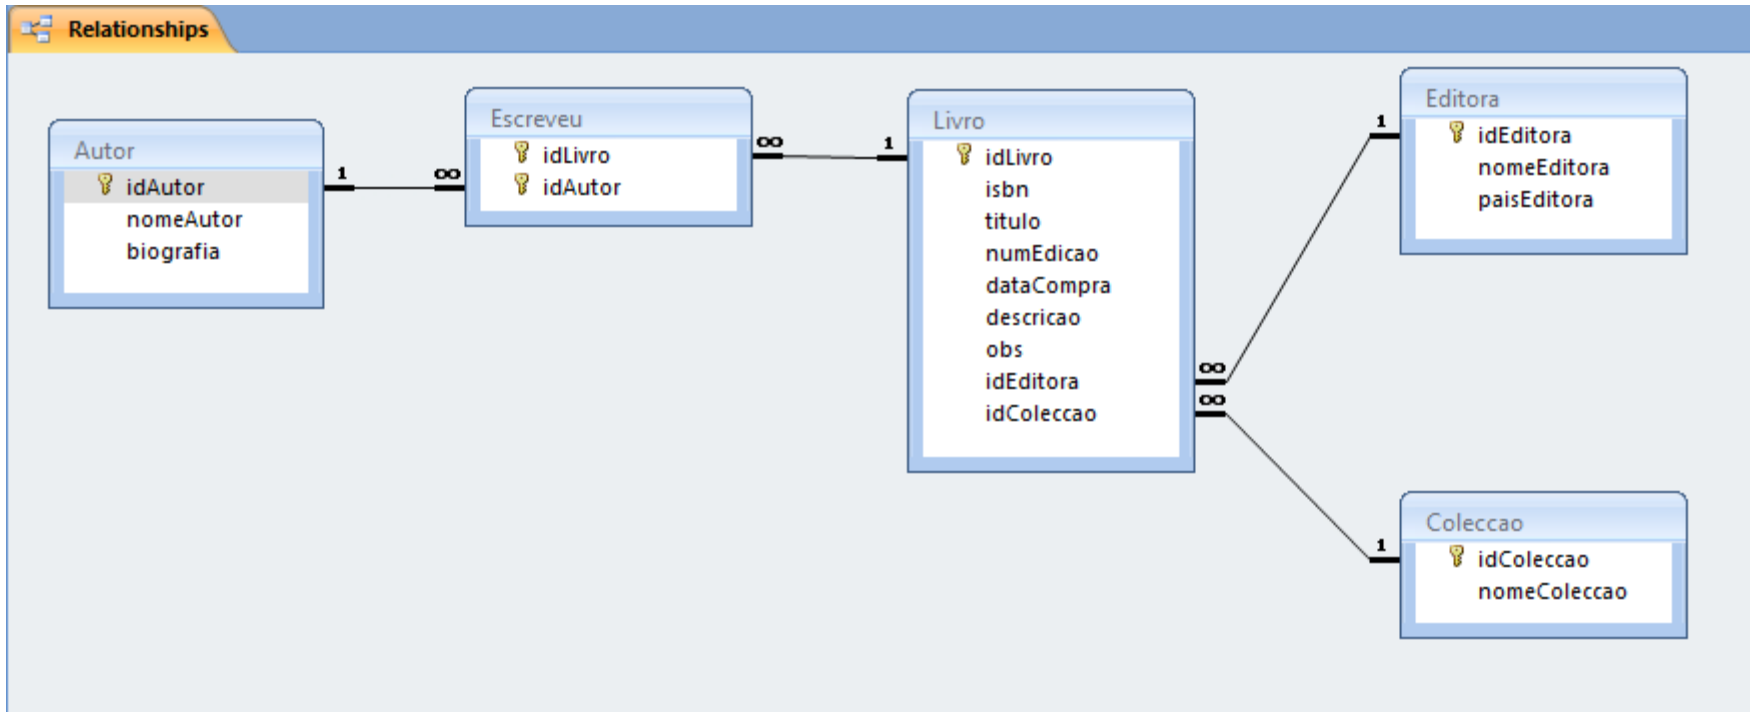 Relationships
Autor
idAutor
nomeAutor
biografia
1
∞
Escreveu
idLivro
idAutor
∞
1
Livro
idLivro
isbn
titulo
numEdicao
dataCompra
descricao
obs
idEditora
idColeccao
∞
∞
1
Editora
idEditora
nomeEditora
paisEditora
1
Coleccao
idColeccao
nomeColeccao